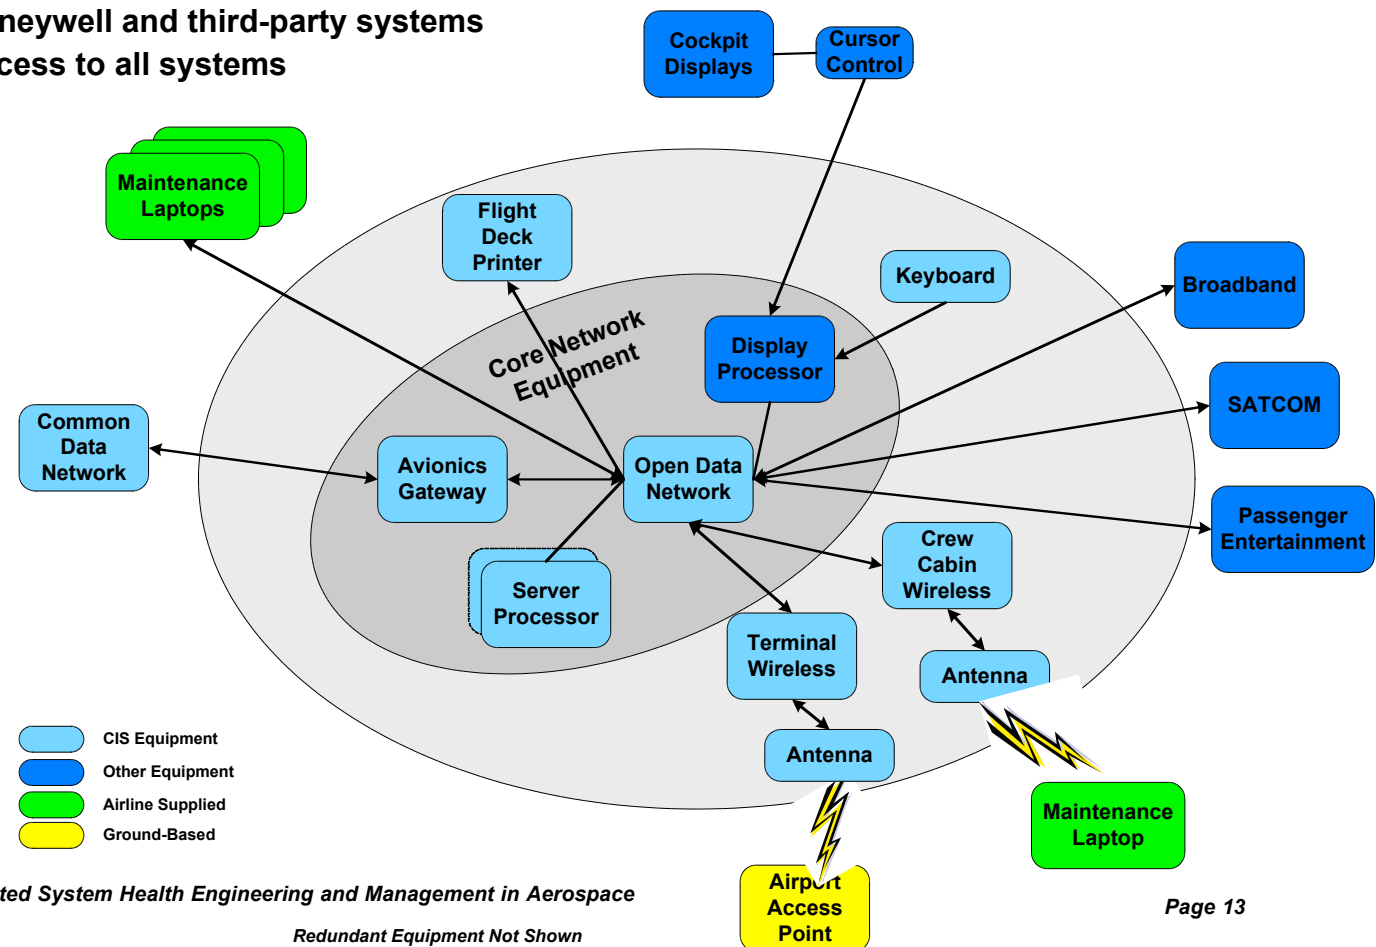 neywell and third-party systems
cess to all systems
Cockpit
Displays
Cursor
Control
Maintenance
Laptops
Flight
Deck
Printer
Keyboard
Broadband
Core Network
Equipment
Display
Processor
SATCOM
Common
Data
Network
Avionics
Gateway
Open Data
Network
Passenger
Entertainment
Crew
Cabin
Wireless
Server
Processor
Terminal
Wireless
Antenna
Antenna
CIS Equipment
Other Equipment
Airline Supplied
Ground-Based
Maintenance
Laptop
Airport
Access
Point
ted System Health Engineering and Management in Aerospace
Page 13
Redundant Equipment Not Shown